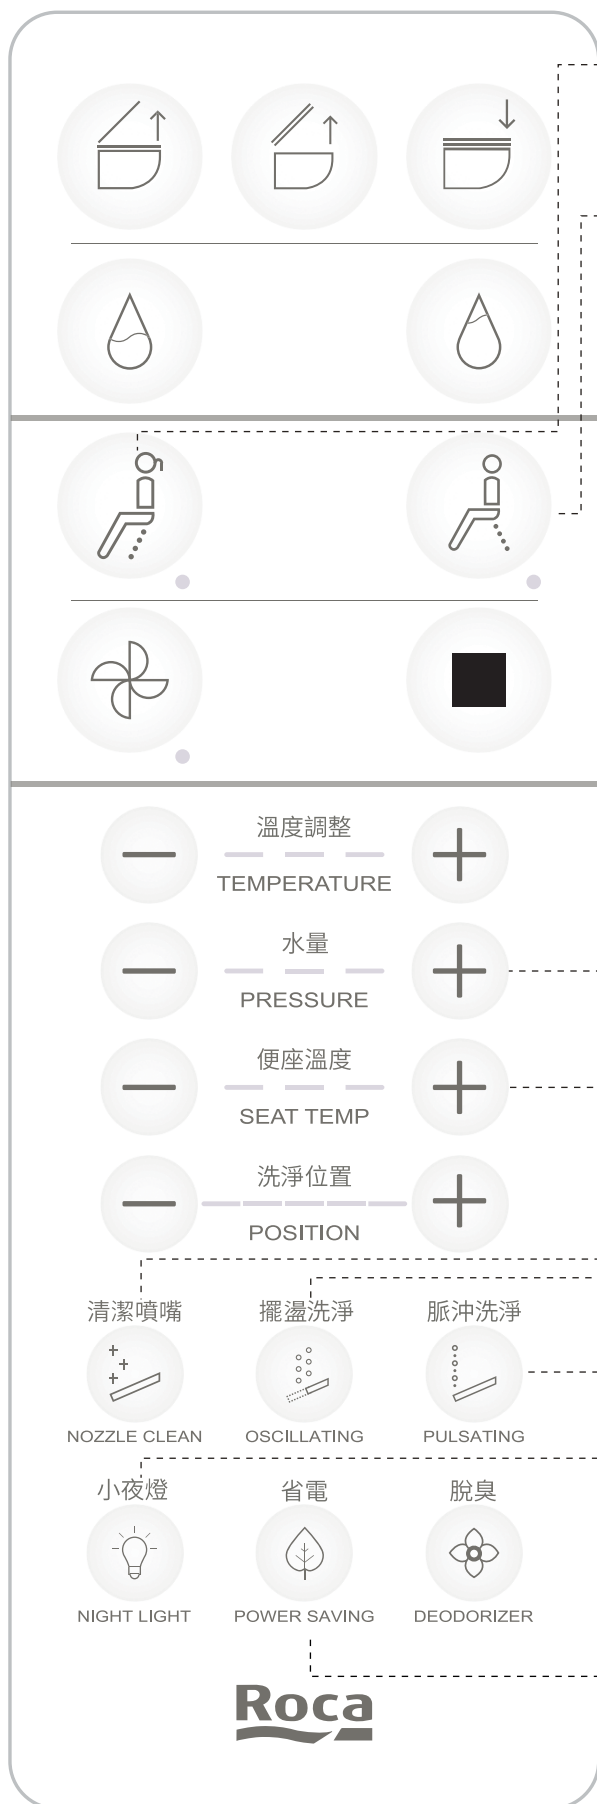 溫度調整
TEMPERATURE
水量
PRESSURE
便座溫度
SEAT TEMP
洗淨位置
POSITION
清潔噴嘴 擺盪洗淨 脈沖洗淨
NOZZLE CLEAN OSCILLATING PULSATING
小夜燈 省電 脫臭
NIGHT LIGHT POWER SAVING DEODORIZER
Roca